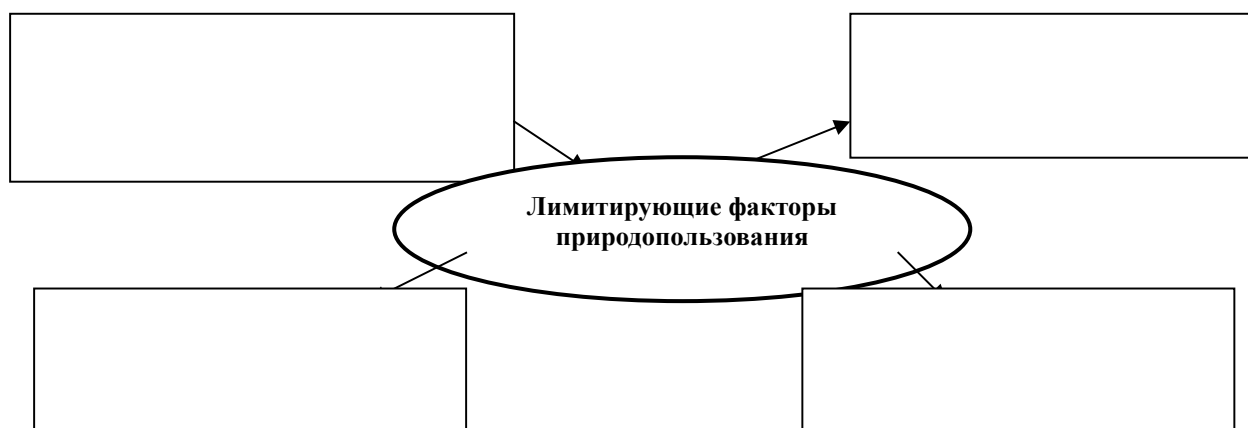 Лимитирующие факторы
природопользования